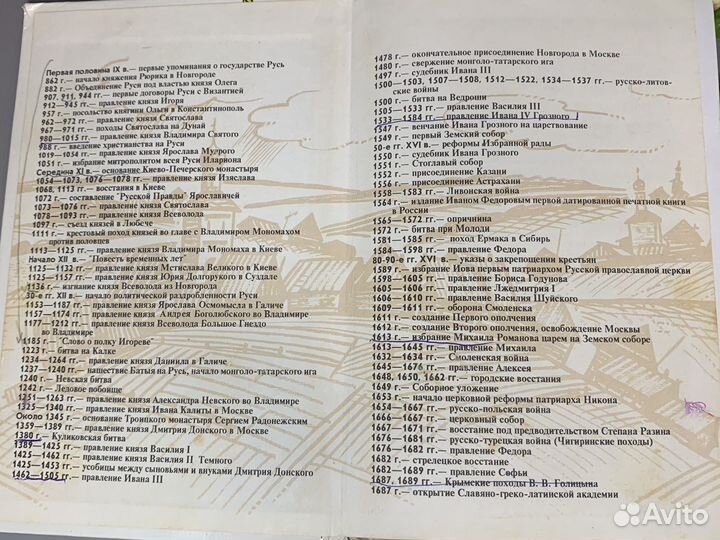 Первая половина IX в.— первые упоминания о государстве Русь
862 г.— начало княжения Рюрика в Новгороде
882 г.— Объединение Руси под властью князя Олега
907, 911, 944 гг.— первые договоры Руси с Византией
912—945 гг.— правление князя Игоря
957 г.— посольство княгини Ольги в Константинополь
962—972 гг.— правление князя Святослава
967—971 гг.— походы Святослава на Дунай
980—1015 гг.— правление князя Владимира Святого
988 г.— введение христианства на Руси
1019—1054 гг.— правление князя Ярослава Мудрого
1051 г.— избрание митрополитом всея Руси Илариона
Середина XI в.— основание Киево-Печерского монастыря
1054—1073, 1076—1078 гг.— правление князя Изяслава
1068, 1113 гг.— восстания в Киеве
1072 г.— составление "Русской Правды" Ярославичей
1073—1076 гг.— правление князя Святослава
1078—1093 гг.— правление князя Всеволода
1097 г.— съезд князей в Любече
1111 г.— крестовый поход князей во главе с Владимиром Мономахом
против половцев
1113—1125 гг.— правление князя Владимира Мономаха в Киеве
Начало XII в.— "Повесть временных лет"
1125—1132 гг.— правление князя Мстислава Великого в Киеве
1125—1157 гг.— правление князя Юрия Долгорукого в Суздале
1136 г.— изгнание князя Всеволода из Новгорода
30-е гг. XII в.— начало политической раздробленности Руси
1153—1187 гг.— правление князя Ярослава Осмомысла в Галиче
1157—1174 гг.— правление князя Андрея Боголюбского во Владимире
1177—1212 гг.— правление князя Всеволода Большое Гнездо
во Владимире
1185 г.— "Слово о полку Игореве"
1223 г.— битва на Калке
1234—1264 гг.— правление князя Даниила в Галиче
1237—1240 гг.— нашествие Батыя на Русь, начало монголо-татарского ига
1240 г.— Невская битва
1242 г.— Ледовое побоище
1251—1263 гг.— правление князя Александра Невского во Владимире
1325—1340 гг.— правление князя Ивана Калиты в Москве
Около 1345 г.— основание Троицкого монастыря Сергием Радонежским
1359—1389 гг.— правление князя Дмитрия Донского в Москве
1380 г.— Куликовская битва
1389—1425 гг.— правление князя Василия I
1425—1462 гг.— правление князя Василия II Темного
1425—1453 гг.— усобицы между сыновьями и внуками Дмитрия Донского
1462—1505 гг.— правление Ивана III
1478 г.— окончательное присоединение Новгорода к Москве
1480 г.— свержение монголо-татарского ига
1497 г.— судебник Ивана III
1500—1503, 1507—1508, 1512—1522, 1534—1537 гг.— русско-литов-
ские войны
1500 г.— битва на Ведроши
1505—1533 гг.— правление Василия III
1533—1584 гг.— правление Ивана IV Грозного
1547 г.— венчание Ивана Грозного на царствование
1549 г.— первый Земский собор
50-е гг. XVI в.— реформы Избранной рады
1550 г.— судебник Ивана Грозного
1551 г.— Стоглавый собор
1552 г.— присоединение Казани
1556 г.— присоединение Астрахани
1558—1583 гг.— Ливонская война
1564 г.— издание Иваном Федоровым первой датированной печатной книги
в России
1565—1572 гг.— опричнина
1572 г.— битва при Молоди
1581—1585 гг.— поход Ермака в Сибирь
1584—1598 гг.— правление Федора
80-90-е гг. XVI в.— указы о закрепощении крестьян
1589 г.— избрание Иова первым патриархом Русской православной церкви
1598—1605 гг.— правление Бориса Годунова
1605—1606 гг.— правление Лжедмитрия I
1606—1610 гг.— правление Василия Шуйского
1609—1611 гг.— оборона Смоленска
1611 г.— создание Первого ополчения
1612 г.— создание Второго ополчения, освобождение Москвы
1613 г.— избрание Михаила Романова царем на Земском соборе
1613—1645 гг.— правление Михаила
1632—1634 гг.— Смоленская война
1645—1676 гг.— правление Алексея
1648, 1650, 1662 гг.— городские восстания
1649 г.— Соборное уложение
1653 г.— начало церковной реформы патриарха Никона
1654—1667 гг.— русско-польская война
1666—1667 гг.— церковный собор
1667—1671 гг.— восстание под предводительством Степана Разина
1676—1681 гг.— русско-турецкая война (Чигиринские походы)
1676—1682 гг.— правление Федора
1682 г.— стрелецкое восстание
1682—1689 гг.— правление Софьи
1687, 1689 гг.— Крымские походы В. В. Голицына
1687 г.— открытие Славяно-греко-латинской академии
Avito